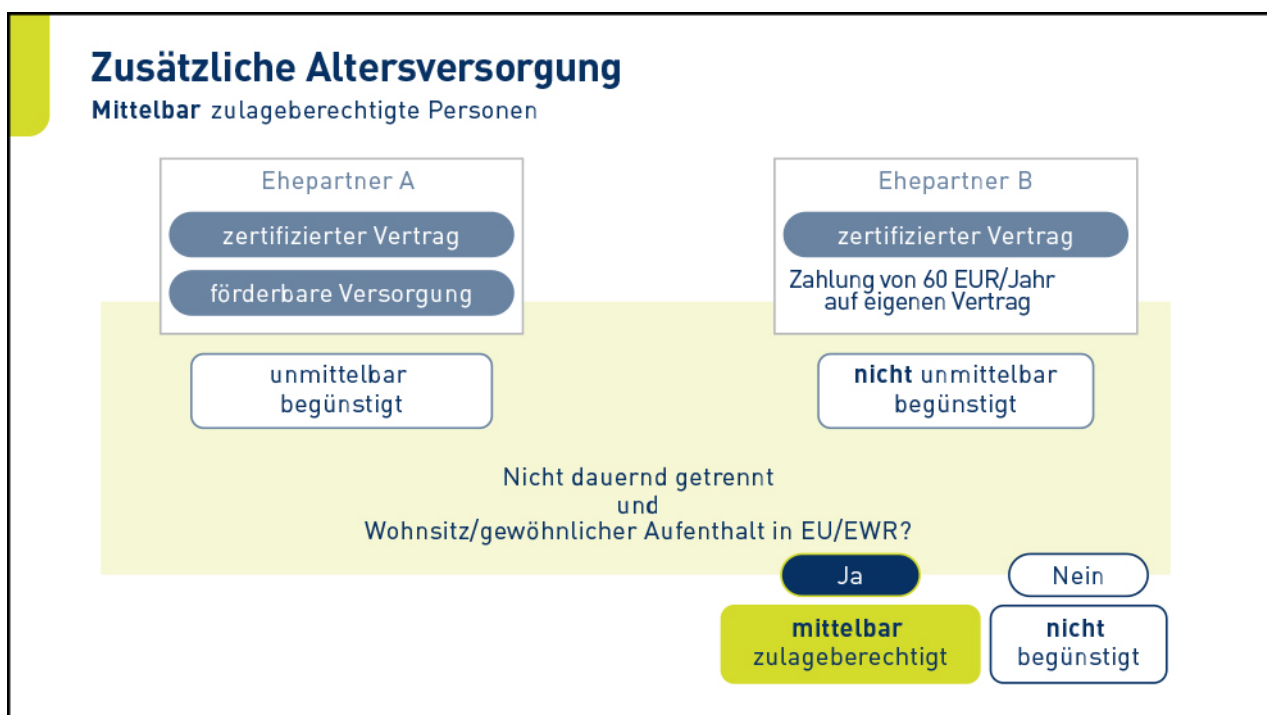 Zusätzliche Altersversorgung
Mittelbar zulageberechtigte Personen
Ehepartner A
zertifizierter Vertrag
förderbare Versorgung
unmittelbar
begünstigt
Ehepartner B
zertifizierter Vertrag
Zahlung von 60 EUR/Jahr
auf eigenen Vertrag
nicht unmittelbar
begünstigt
Nicht dauernd getrennt
und
Wohnsitz/gewöhnlicher Aufenthalt in EU/EWR?
Ja
mittelbar
zulageberechtigt
Nein
nicht
begünstigt